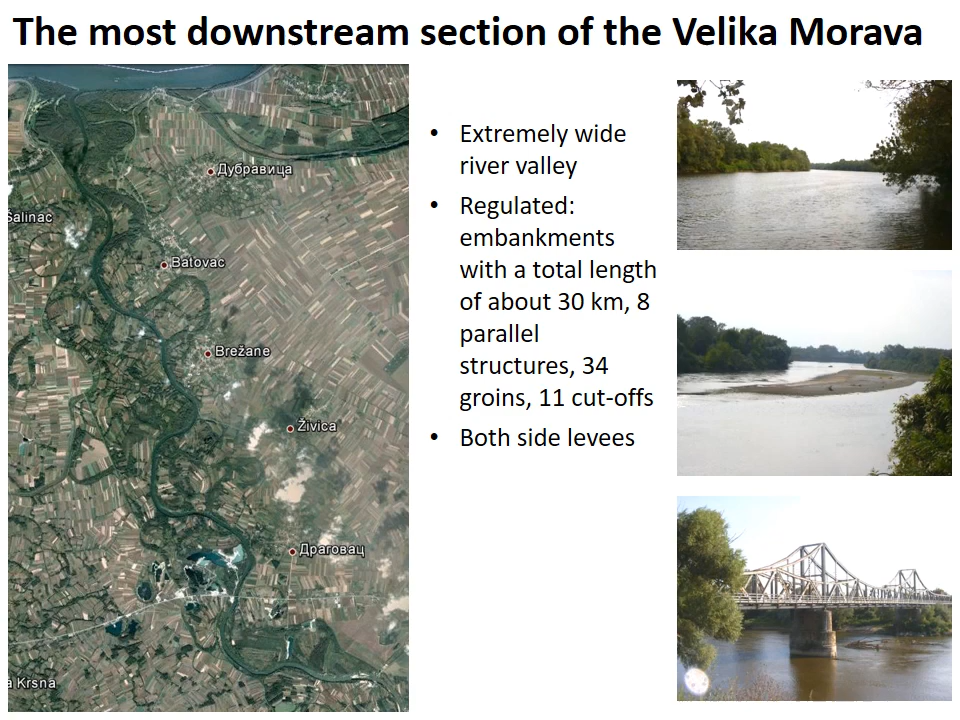 The most downstream section of the Velika Morava
Дубравица
Šalinac
Batovac
Brežane
Živica
Драговац
a Krsna
• Extremely wide
river valley
• Regulated:
embankments
with a total length
of about 30 km, 8
parallel
structures, 34
groins, 11 cut-offs
• Both side levees